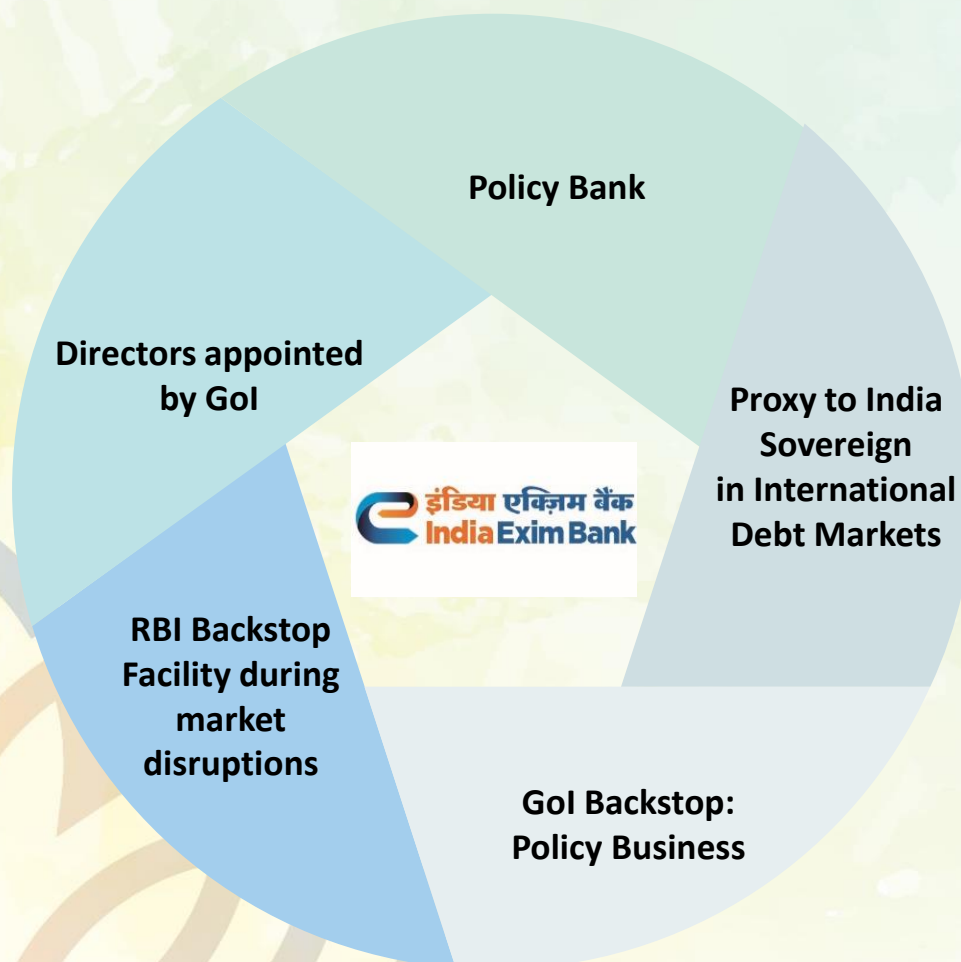 Policy Bank
Directors appointed
by GoI
Proxy to India
Sovereign
in International
Debt Markets
इंडिया एक्ज़िम बैंक
India Exim Bank
RBI Backstop
Facility during
market
disruptions
GoI Backstop:
Policy Business